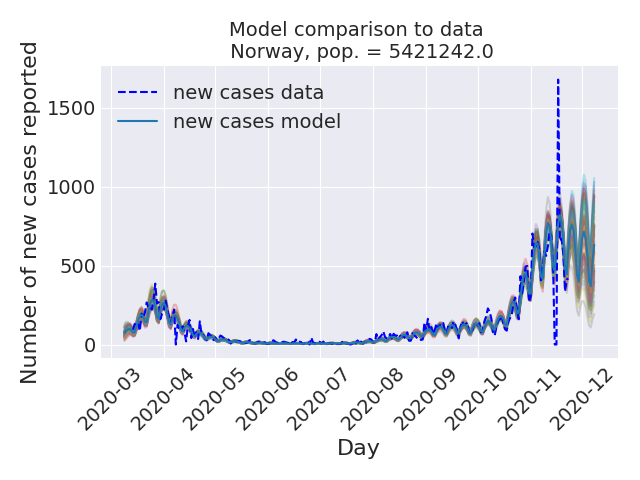 Model comparison to data
Norway, pop. = 5421242.0
Number of new cases reported
1500
1000
500
0
new cases data
new cases model
2020-03
2020-04
2020-05
2020-06
2020-07
2020-08
2020-09
2020-10
2020-11
2020-12
Day